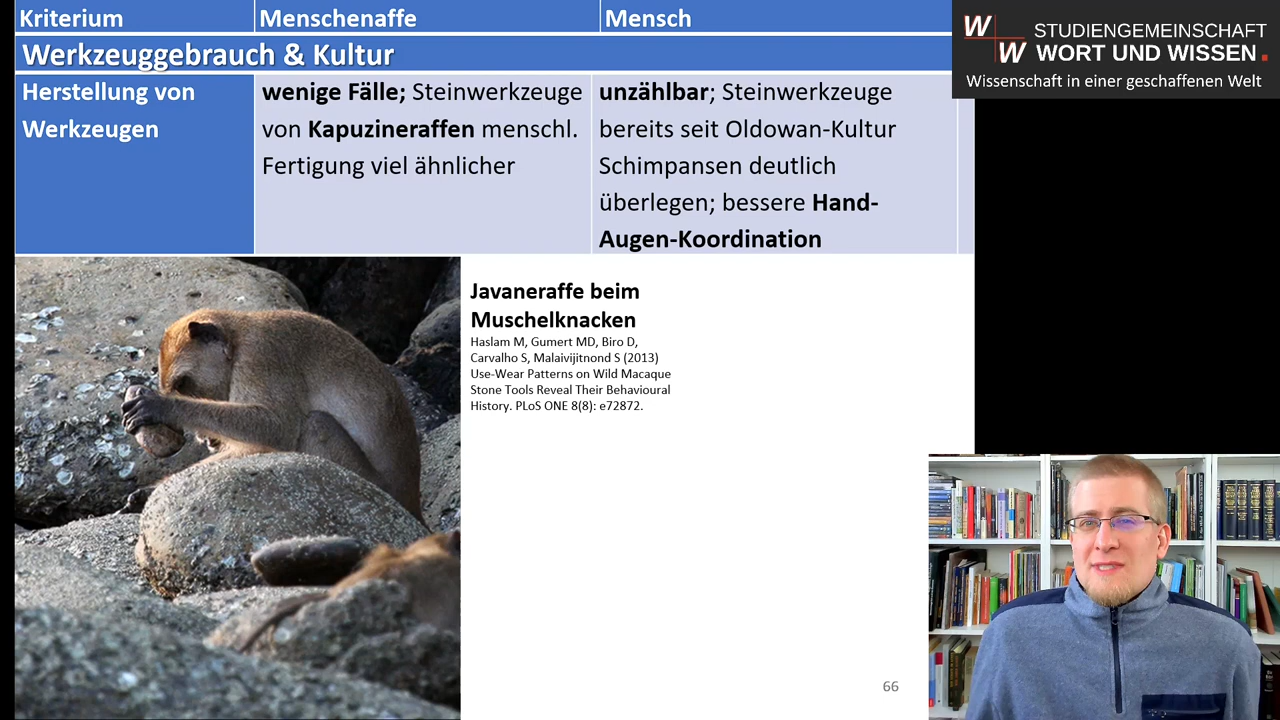 Kriterium
Menschenaffe
Mensch
Werkzeuggebrauch & Kultur
Herstellung von
Werkzeugen
wenige Fälle; Steinwerkzeuge
von Kapuzineraffen menschl.
Fertigung viel ähnlicher
unzählbar; Steinwerkzeuge
bereits seit Oldowan-Kultur
Schimpansen deutlich
überlegen; bessere Hand-
Augen-Koordination
W
W
STUDIENGEMEINSCHAFT
WORT UND WISSEN.
Wissenschaft in einer geschaffenen Welt
Javaneraffe beim
Muschelknacken
Haslam M, Gumert MD, Biro D,
Carvalho S, Malaivijitnond S (2013)
Use-Wear Patterns on Wild Macaque
Stone Tools Reveal Their Behavioural
History. PLoS ONE 8(8): e72872.
66